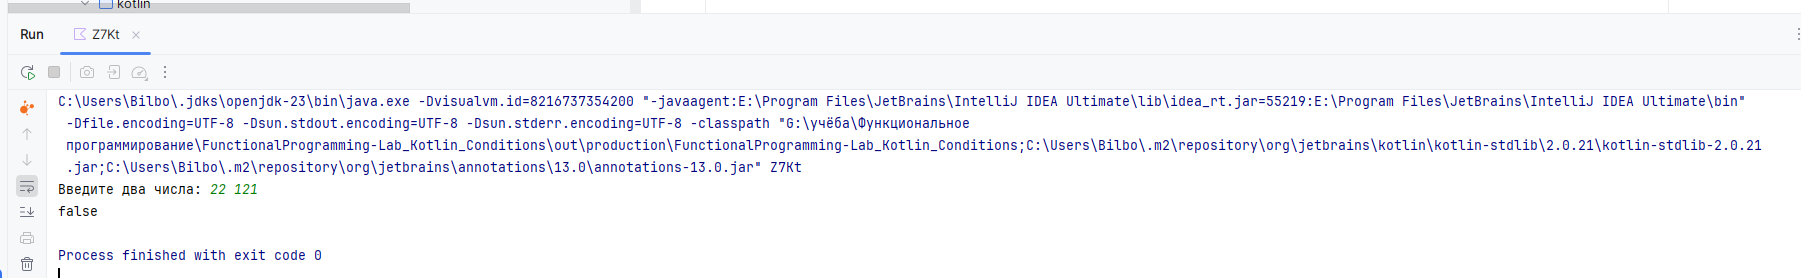 kotlin
Run Z7Kt
C:\Users\Bilbo\.jdks\openjdk-23\bin\java.exe -Dvisualvm.id=8216737354200 "-javaagent:E:\Program Files\JetBrains\IntelliJ IDEA Ultimate\lib\idea_rt.jar=55219:E:\Program Files\JetBrains\IntelliJ IDEA Ultimate\bin"
-Dfile.encoding=UTF-8 -Dsun.stdout.encoding=UTF-8 -Dsun.stderr.encoding=UTF-8 -classpath "G:\учёба\Функциональное
программирование\FunctionalProgramming-Lab_Kotlin_Conditions\out\production\FunctionalProgramming-Lab_Kotlin_Conditions;C:\Users\Bilbo\.m2\repository\org\jetbrains\kotlin\kotlin-stdlib\2.0.21\kotlin-stdlib-2.0.21
.jar;C:\Users\Bilbo\.m2\repository\org\jetbrains\annotations\13.0\annotations-13.0.jar" Z7Kt
Введите два числа: 22 121
false
Process finished with exit code 0